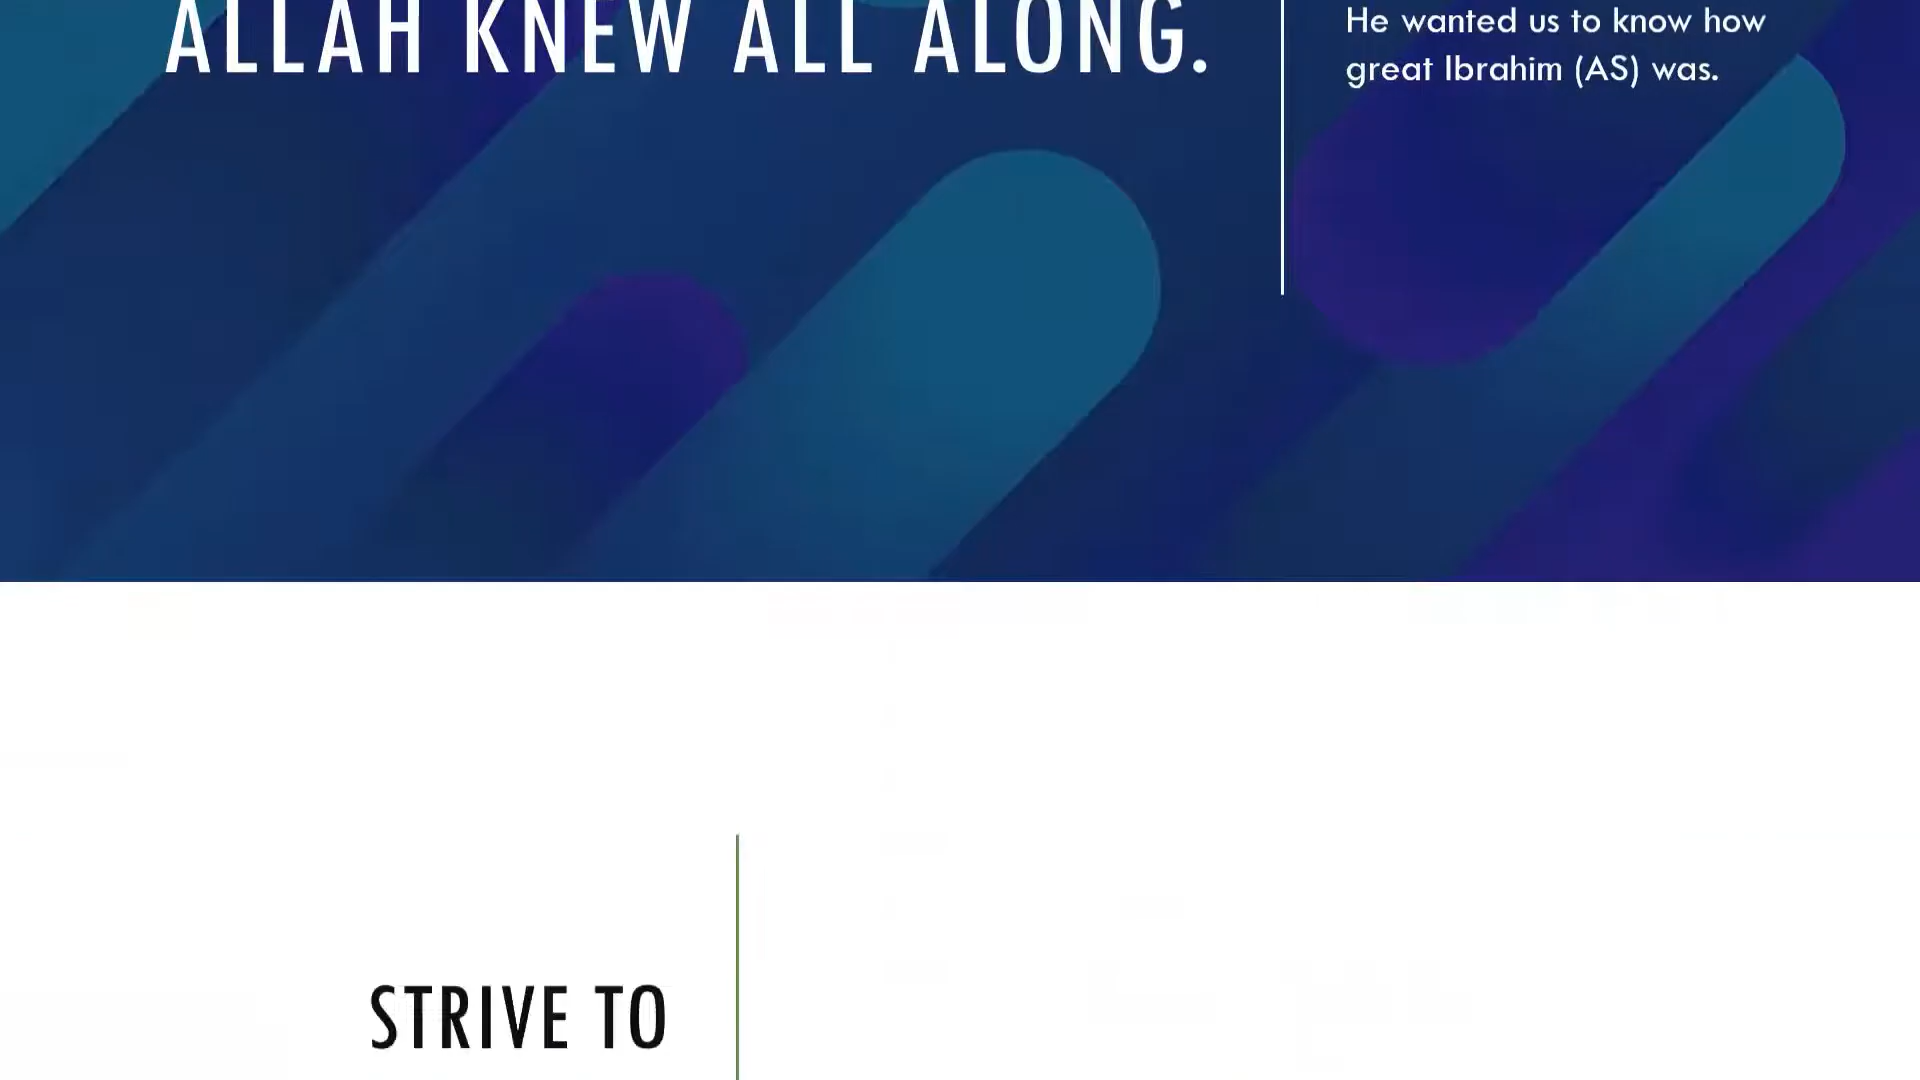 ALLAH KNEW ALL ALONG.
He wanted us to know how
great Ibrahim (AS) was.
STRIVE TO